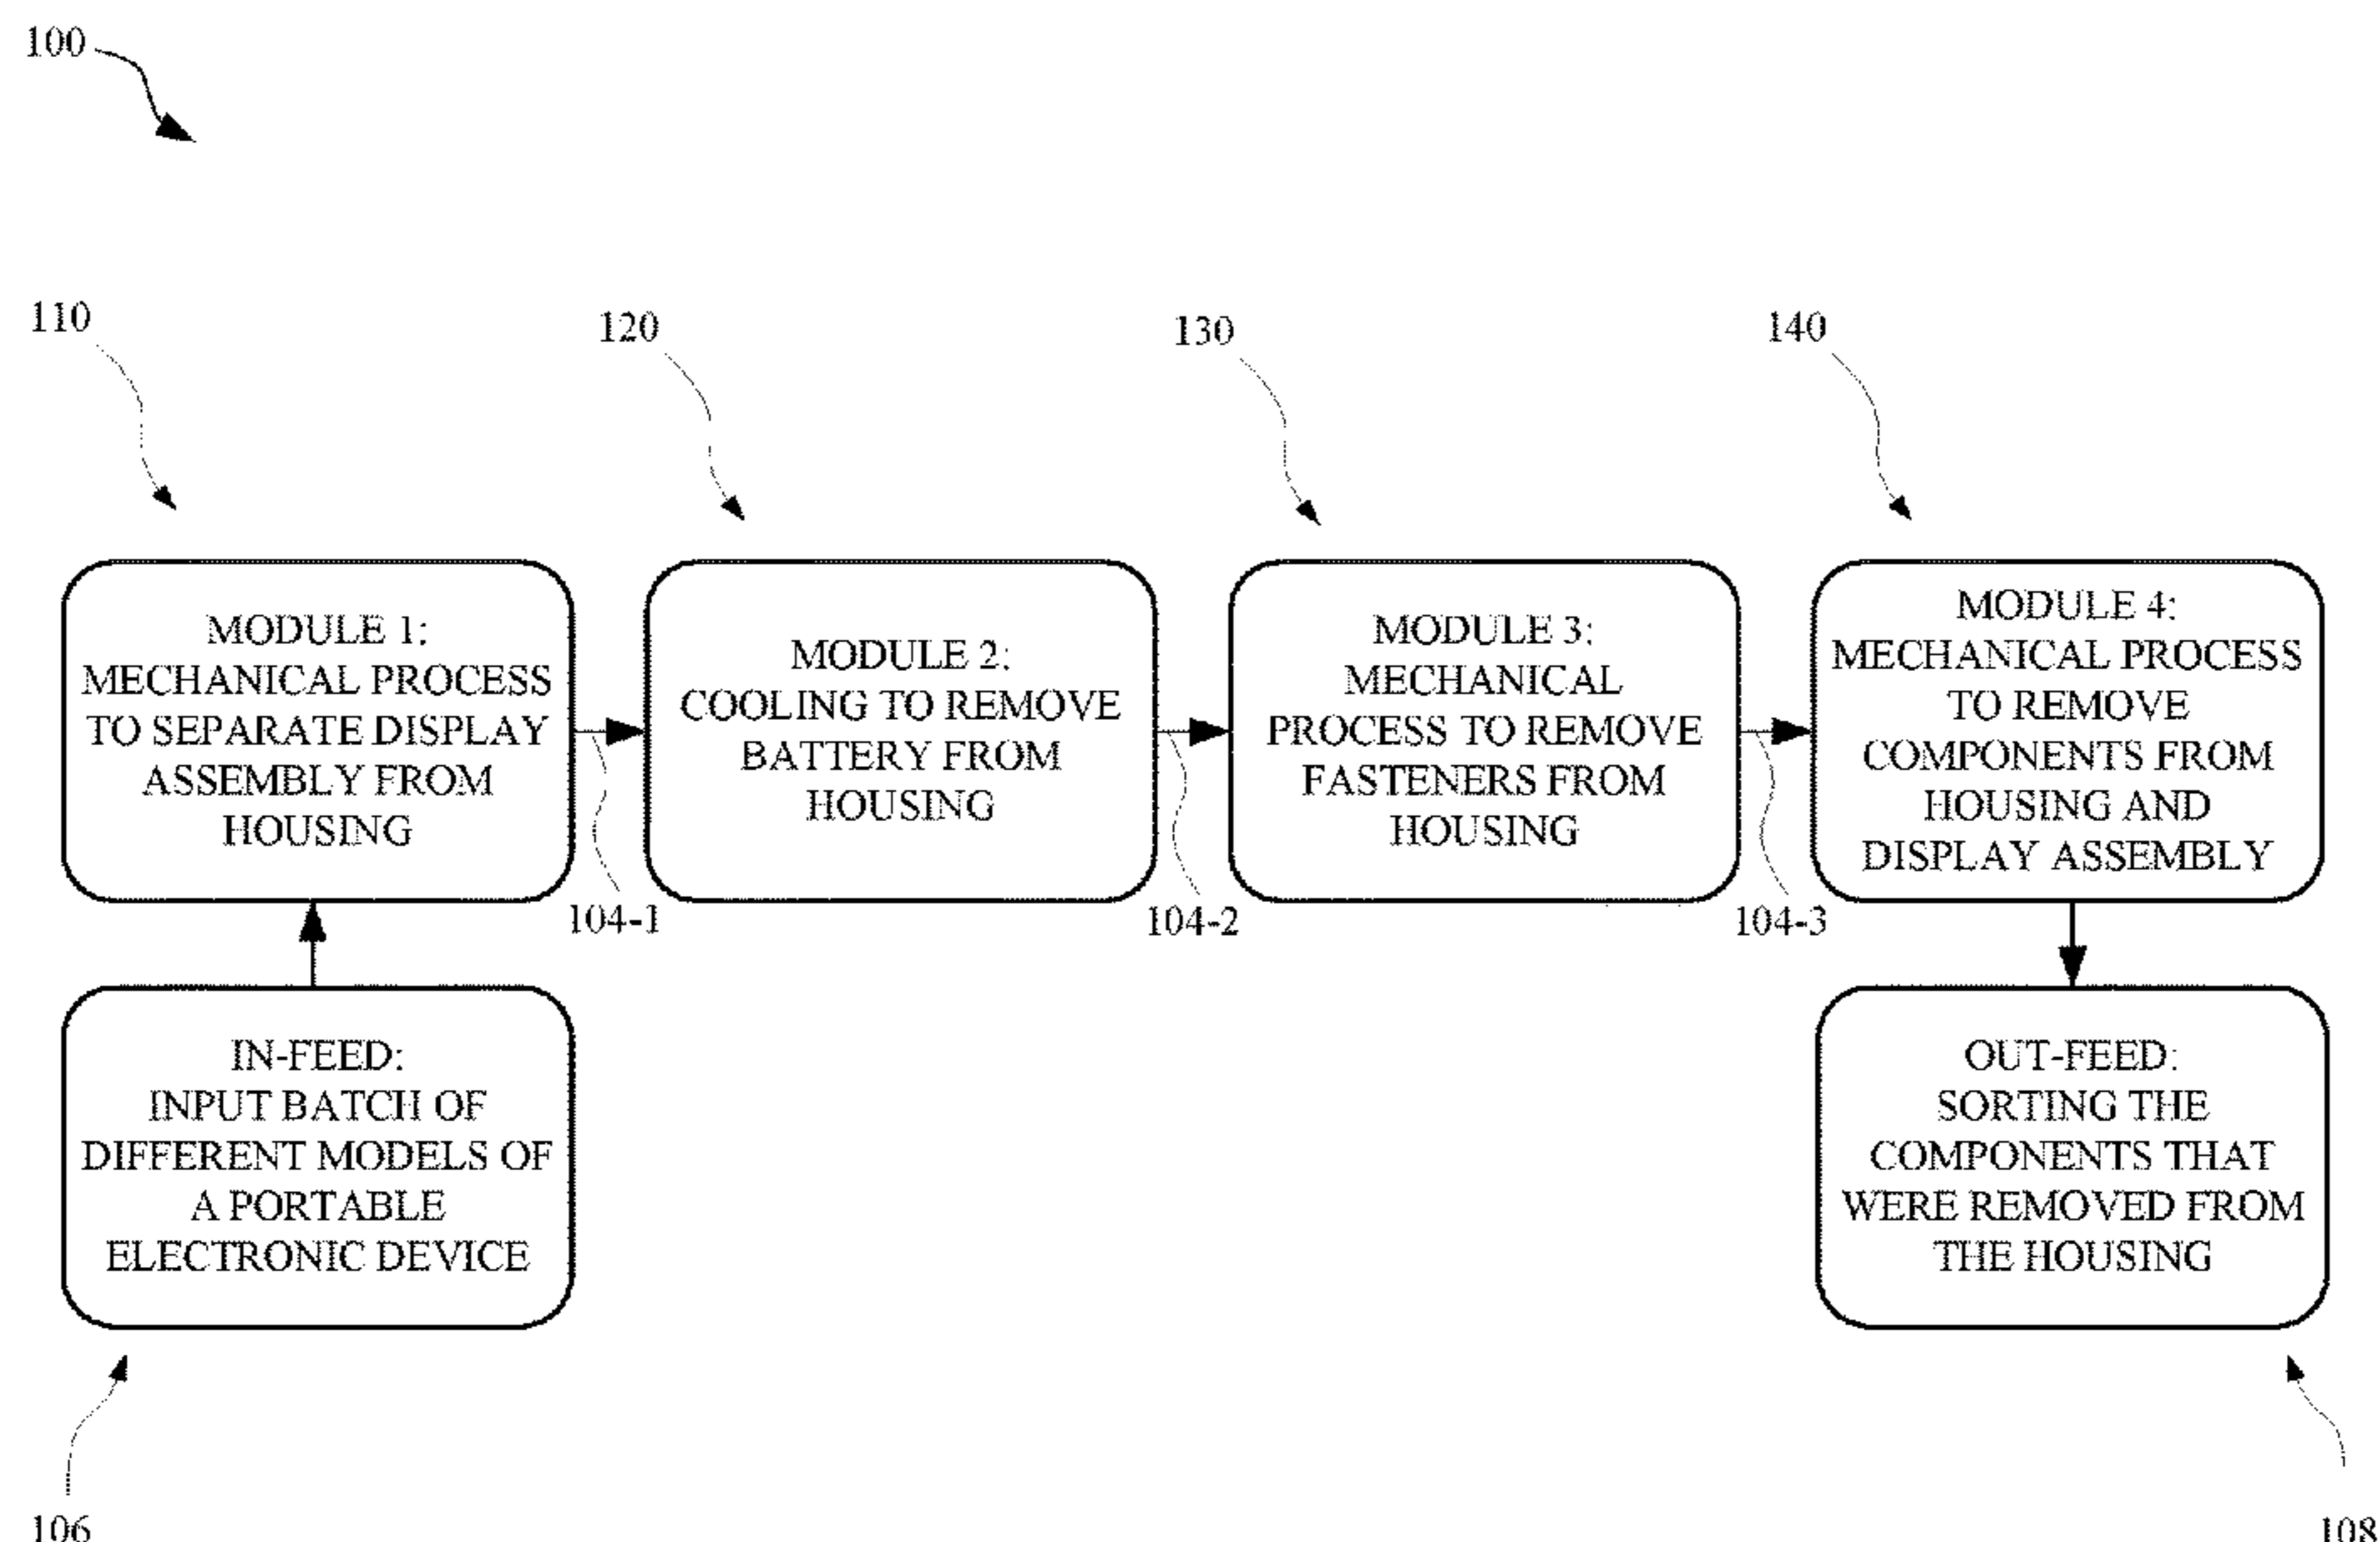 100
110
120
130
140
MODULE 1:
MECHANICAL PROCESS
TO SEPARATE DISPLAY
ASSEMBLY FROM
HOUSING
MODULE 2:
COOLING TO REMOVE
BATTERY FROM
HOUSING
MODULE 3:
MECHANICAL
PROCESS TO REMOVE
FASTENERS FROM
HOUSING
MODULE 4:
MECHANICAL PROCESS
TO REMOVE
COMPONENTS FROM
HOUSING AND
DISPLAY ASSEMBLY
104-1
104-2
104-3
IN-FEED:
INPUT BATCH OF
DIFFERENT MODELS OF
A PORTABLE
ELECTRONIC DEVICE
OUT-FEED:
SORTING THE
COMPONENTS THAT
WERE REMOVED FROM
THE HOUSING
106
108